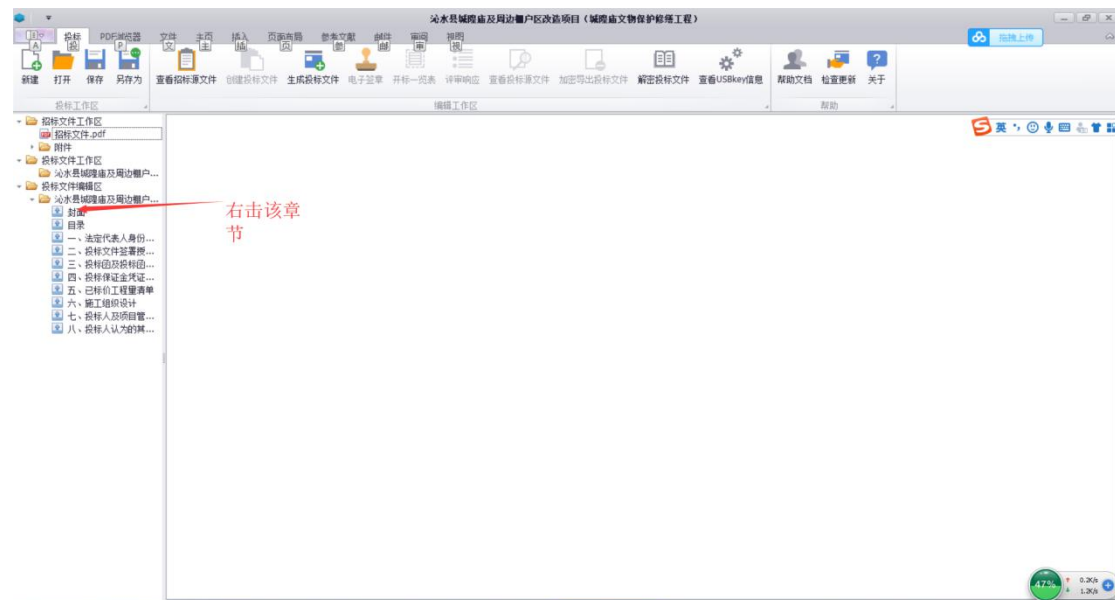 沁水县城隍庙及周边棚户区改造项目（城隍庙文物保护修缮工程）
投标 PDF浏览器 文件 主页 插入 页面布局 参考文献 邮件 审阅 视图
A 投 P 文 主 插 页 参 邮 审 视
拖拽上传
新建 打开 保存 另存为 查看招标源文件 创建投标文件 生成投标文件 电子签章 开标一览表 评审响应 查看投标源文件 加密导出投标文件 解密投标文件 查看USBkey信息 帮助文档 检查更新 关于
投标工作区 编辑工作区 帮助
招标文件工作区
招标文件.pdf
附件
投标文件工作区
沁水县城隍庙及周边棚户...
投标文件编辑区
沁水县城隍庙及周边棚户...
封面
目录
一、法定代表人身份...
二、投标文件签署授...
三、投标函及投标函...
四、投标保证金凭证...
五、已标价工程量清单
六、施工组织设计
七、投标人及项目管...
八、投标人认为的其...
右击该章
节
英
47%
0.2K/s
1.2K/s